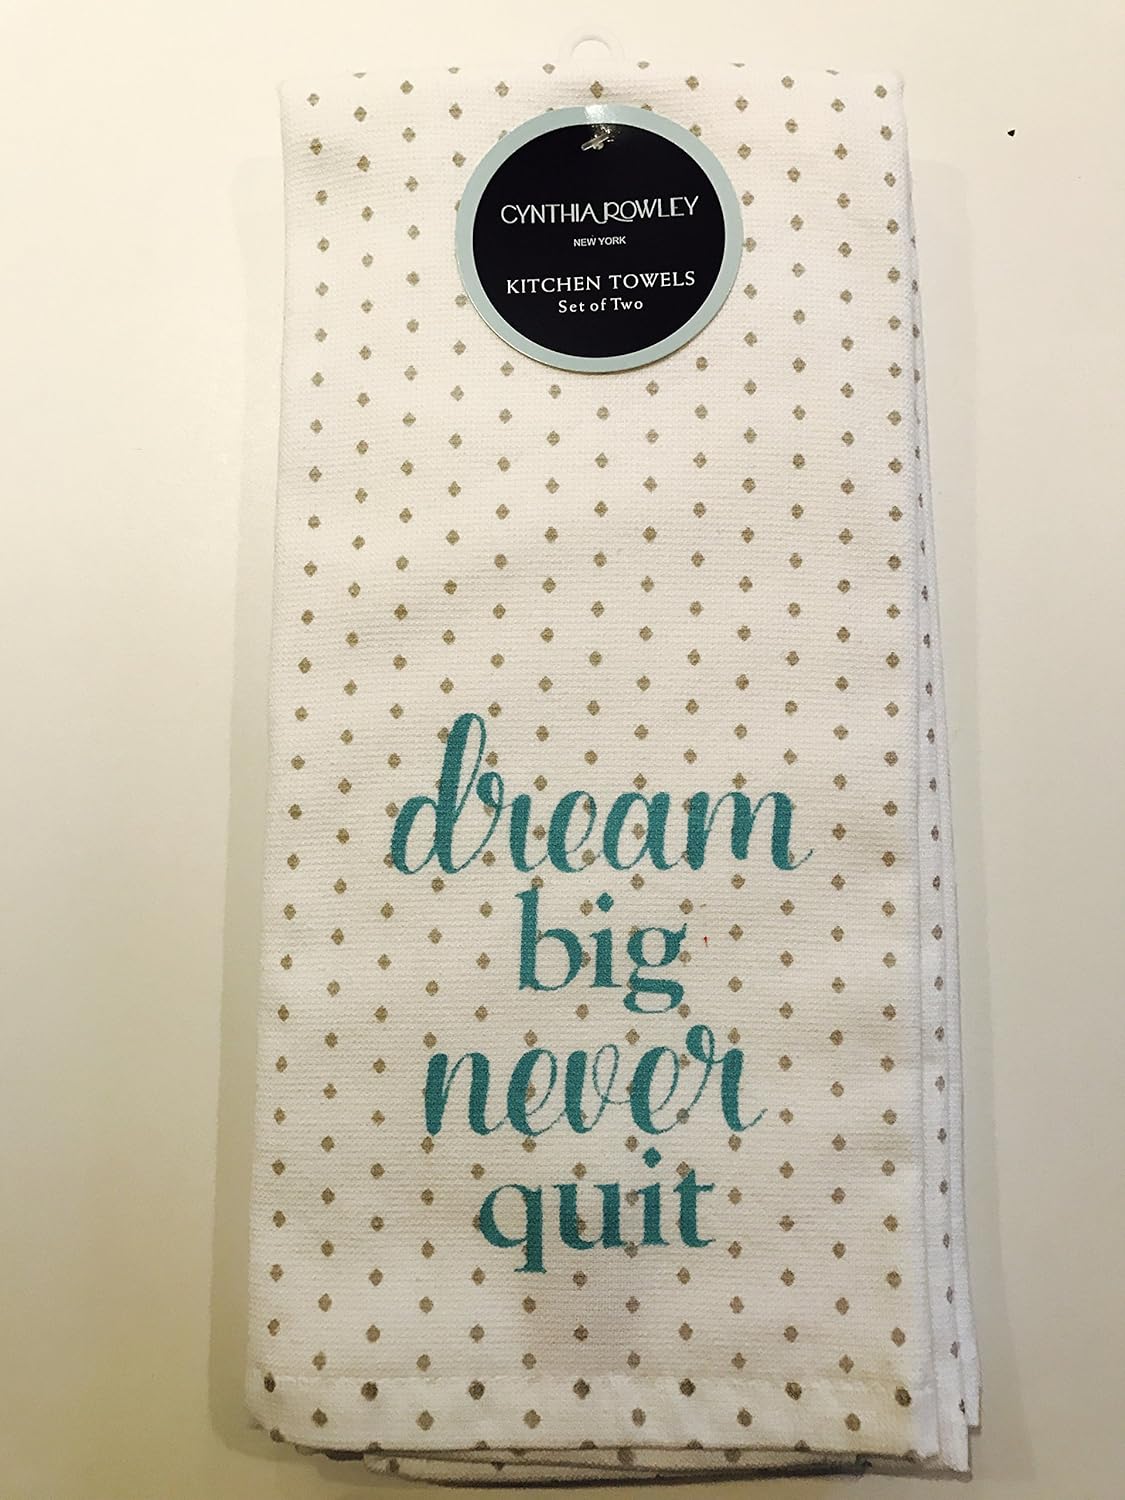 CYNTHIA ROWLEY
NEW YORK
KITCHEN TOWELS
Set of Two
dream
big
never
quit